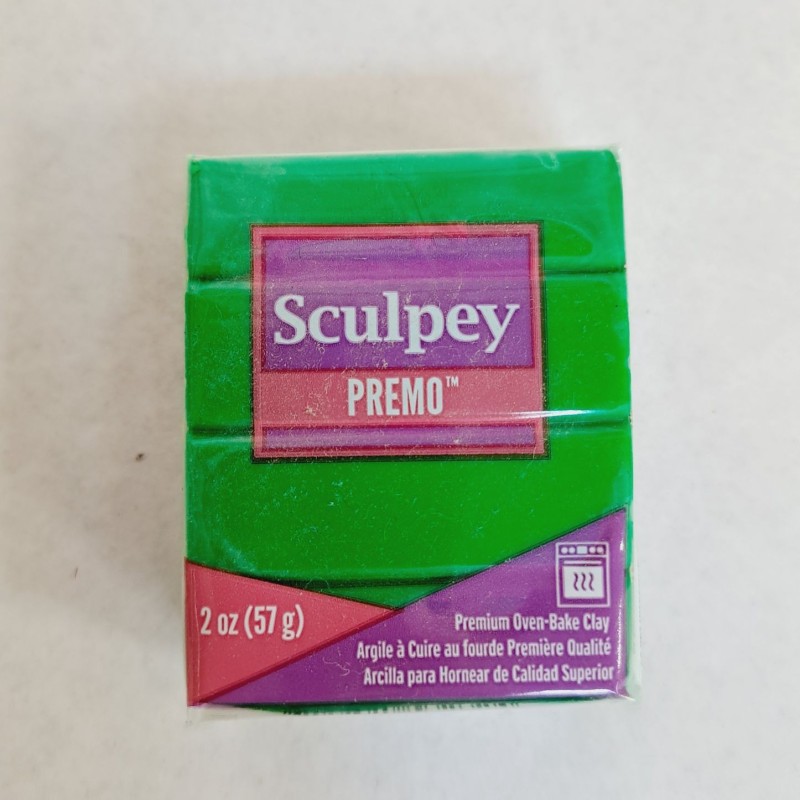 Sculpey
PREMO™
2 oz (57 g)
Premium Oven-Bake Clay
Argile à Cuire au fourde Première Qualité
Arcilla para Hornear de Calidad Superior